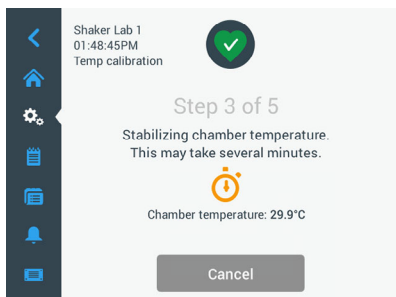 Shaker Lab 1
01:48:45PM
Temp calibration
Step 3 of 5
Stabilizing chamber temperature.
This may take several minutes.
Chamber temperature: 29.9°C
Cancel